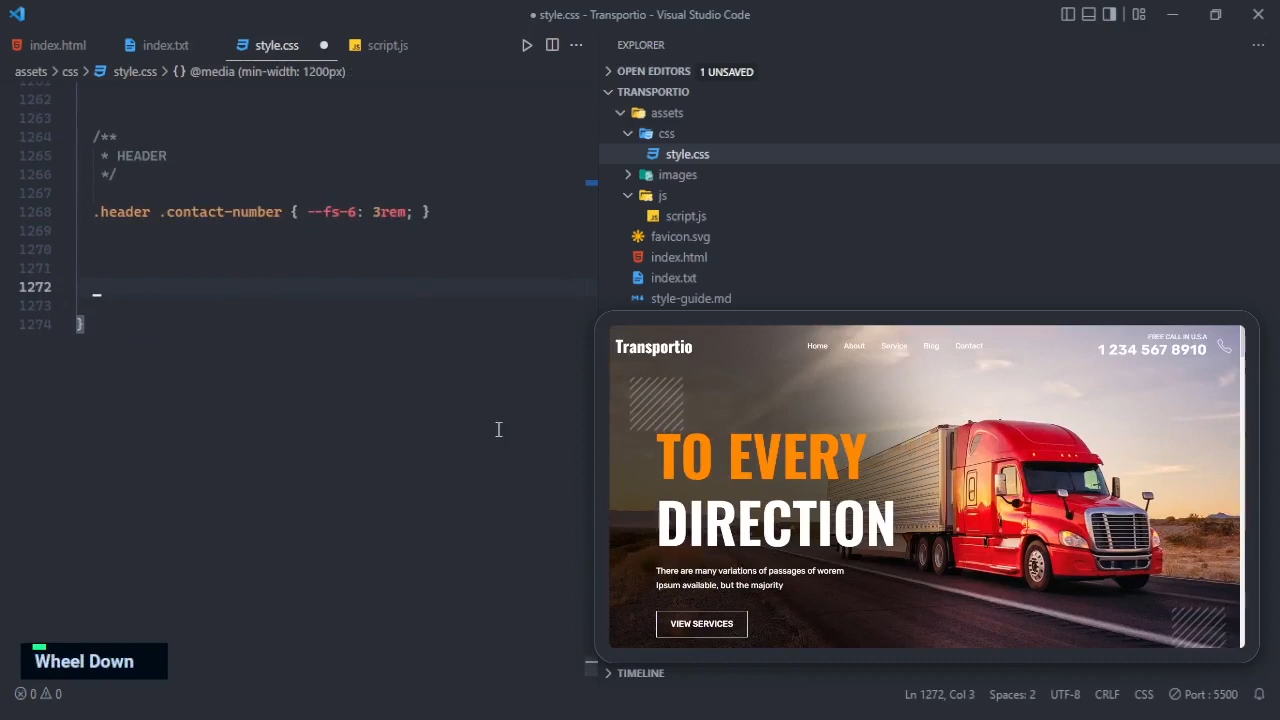 ● style.css - Transportio - Visual Studio Code
index.html
index.txt
style.css
script.js
assets > css > style.css > {} @media (min-width: 1200px)
1262
1263
1264 /**
1265 * HEADER
1266 */
1267
1268 .header .contact-number { --fs-6: 3rem; }
1269
1270
1271
1272
1273
1274 }
EXPLORER
OPEN EDITORS 1 UNSAVED
TRANSPORTIO
assets
css
style.css
images
js
script.js
favicon.svg
index.html
index.txt
style-guide.md
Transportio
Home About Service Blog Contact
FREE CALL IN U.S.A
1 234 567 8910
TO EVERY
DIRECTION
There are many variations of passages of worem
Ipsum available, but the majority
VIEW SERVICES
TIMELINE
Wheel Down
0 0
Ln 1272, Col 3 Spaces: 2 UTF-8 CRLF CSS Port : 5500